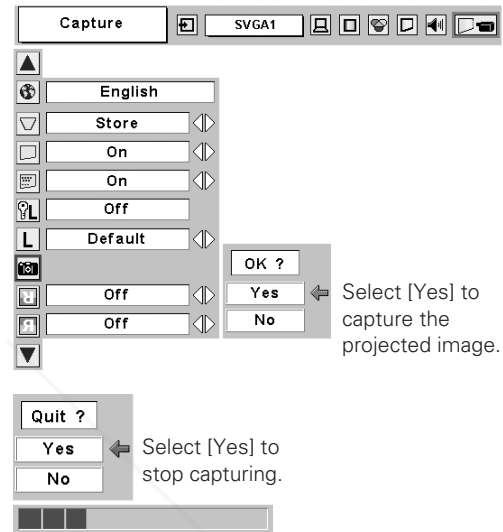 Capture
SVGA1
English
Store
On
On
L
Off
L
Default
OK ?
Off
Yes
Off
No
Select [Yes] to
capture the
projected image.
Quit ?
Yes
No
Select [Yes] to
stop capturing.